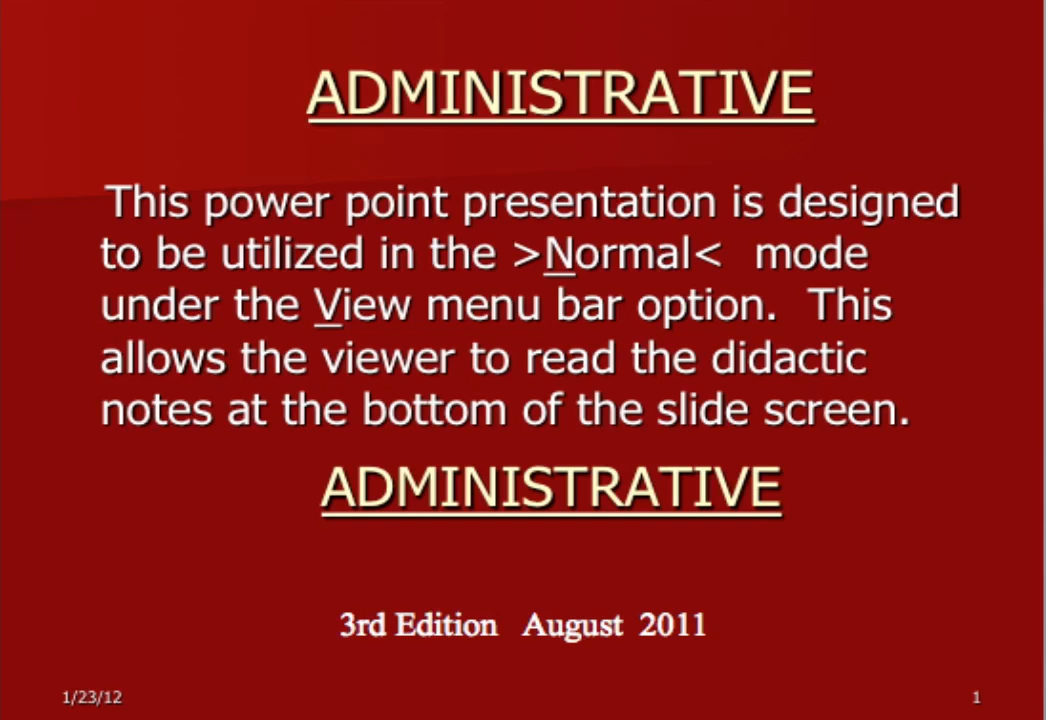 ADMINISTRATIVE
This power point presentation is designed
to be utilized in the >Normal<  mode
under the View menu bar option.  This
allows the viewer to read the didactic
notes at the bottom of the slide screen.
ADMINISTRATIVE
3rd Edition   August  2011
1/23/12
1